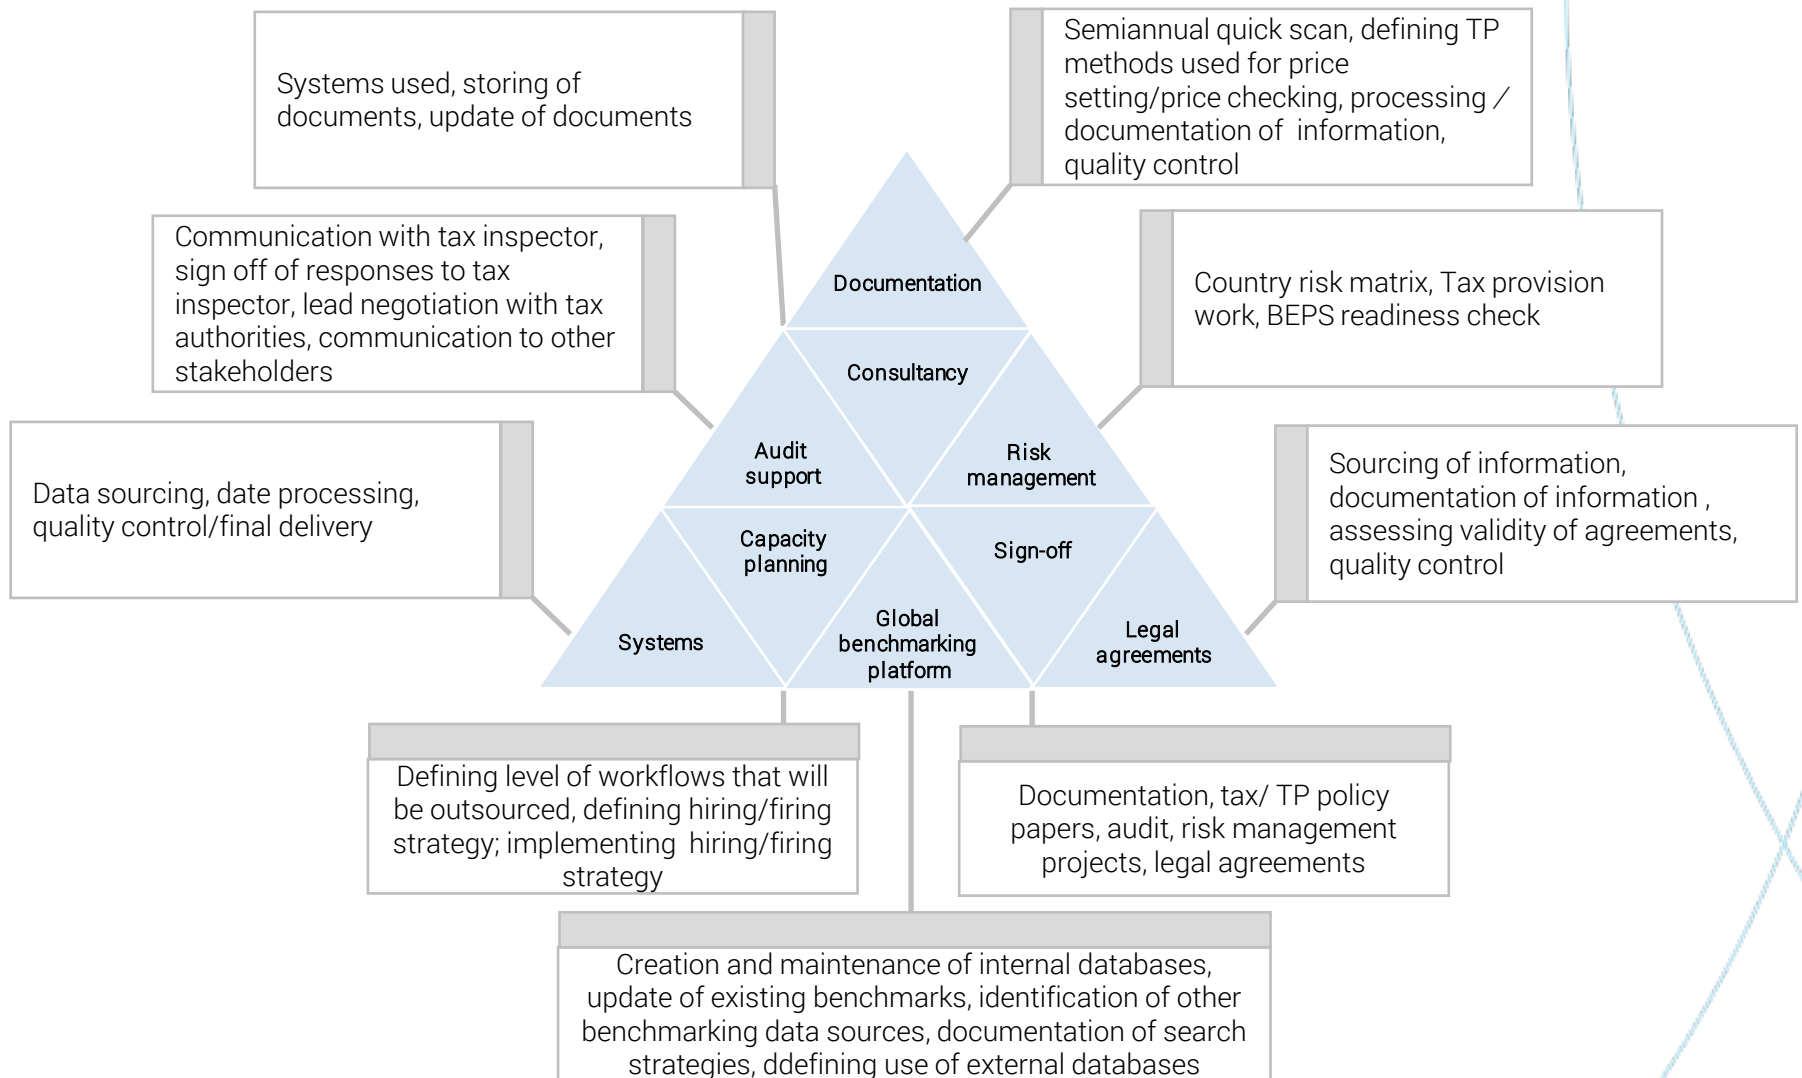 Systems used, storing of
documents, update of documents
Semiannual quick scan, defining TP
methods used for price
setting/price checking, processing /
documentation of  information,
quality control
Communication with tax inspector,
sign off of responses to tax
inspector, lead negotiation with tax
authorities, communication to other
stakeholders
Country risk matrix, Tax provision
work, BEPS readiness check
Data sourcing, date processing,
quality control/final delivery
Sourcing of information,
documentation of information ,
assessing validity of agreements,
quality control
Documentation
Consultancy
Audit
support
Risk
management
Capacity
planning
Sign-off
Systems
Global
benchmarking
platform
Legal
agreements
Defining level of workflows that will
be outsourced, defining hiring/firing
strategy; implementing  hiring/firing
strategy
Documentation, tax/ TP policy
papers, audit, risk management
projects, legal agreements
Creation and maintenance of internal databases,
update of existing benchmarks, identification of other
benchmarking data sources, documentation of search
strategies, ddefining use of external databases